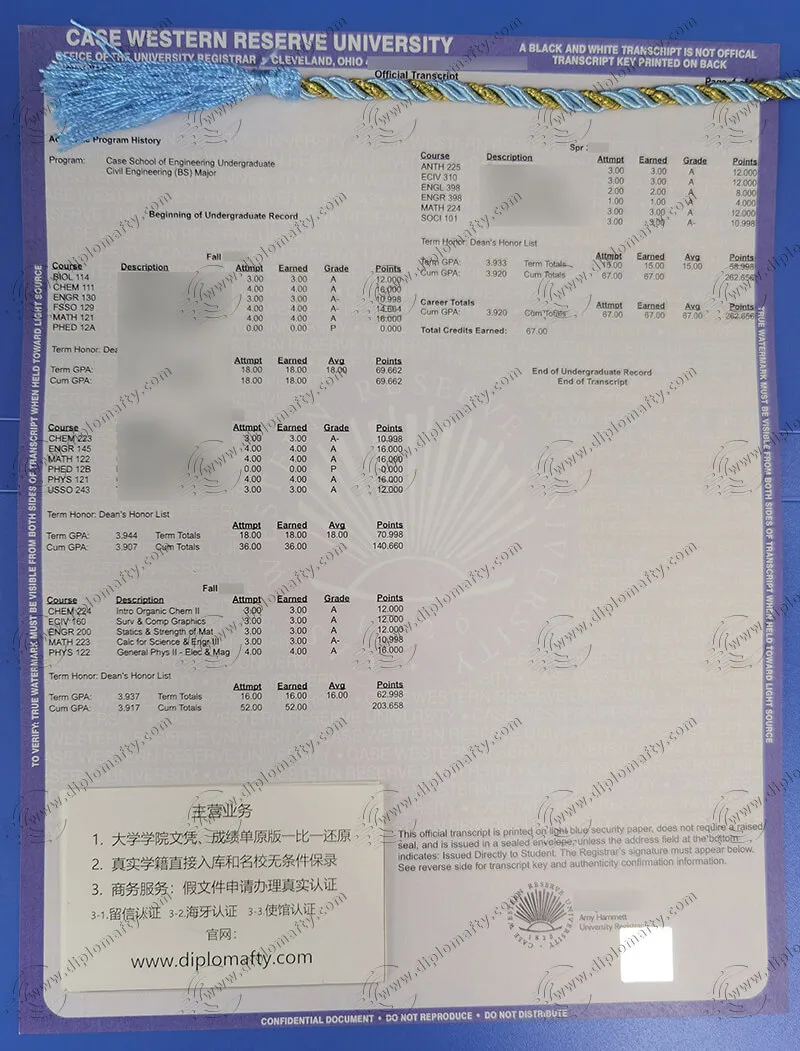 CASE WESTERN RESERVE UNIVERSITY
OFFICE OF THE UNIVERSITY REGISTRAR • CLEVELAND, OHIO
A BLACK AND WHITE TRANSCRIPT IS NOT OFFICAL
TRANSCRIPT KEY PRINTED ON BACK
Official Transcript
Program History
Program: Case School of Engineering Undergraduate
Civil Engineering (BS) Major
Beginning of Undergraduate Record
Fall
Course Description Attmpt Earned Grade Points
BIOL 114 3.00 3.00 A 12.000
CHEM 111 4.00 4.00 A 16.000
ENGR 130 3.00 3.00 A- 10.998
FSSO 129 4.00 4.00 A- 14.664
MATH 121 4.00 4.00 A 16.000
PHED 12A 0.00 0.00 P 0.000
Term Honor: Dea
Attmpt Earned Avg Points
Term GPA: 18.00 18.00 18.00 69.662
Cum GPA: 18.00 18.00 69.662
Course Attmpt Earned Grade Points
CHEM 223 3.00 3.00 A- 10.998
ENGR 145 4.00 4.00 A 16.000
MATH 122 4.00 4.00 A 16.000
PHED 12B 0.00 0.00 P 0.000
PHYS 121 4.00 4.00 A 16.000
USSO 243 3.00 3.00 A 12.000
Term Honor: Dean's Honor List
Attmpt Earned Avg Points
Term GPA: 3.944 Term Totals 18.00 18.00 18.00 70.998
Cum GPA: 3.907 Cum Totals 36.00 36.00 140.660
Fall
Course Description Attmpt Earned Grade Points
CHEM 224 Intro Organic Chem II 3.00 3.00 A 12.000
ECIV 160 Surv & Comp Graphics 3.00 3.00 A 12.000
ENGR 200 Statics & Strength of Mat 3.00 3.00 A 12.000
MATH 223 Calc for Science & Engr III 3.00 3.00 A- 10.998
PHYS 122 General Phys II - Elec & Mag 4.00 4.00 A 16.000
Term Honor: Dean's Honor List
Attmpt Earned Avg Points
Term GPA: 3.937 Term Totals 16.00 16.00 16.00 62.998
Cum GPA: 3.917 Cum Totals 52.00 52.00 203.658
Spr :
Course Description Attmpt Earned Grade Points
ANTH 225 3.00 3.00 A 12.000
ECIV 310 3.00 3.00 A 12.000
ENGL 398 2.00 2.00 A 8.000
ENGR 398 1.00 1.00 A 4.000
MATH 224 3.00 3.00 A 12.000
SOCI 101 3.00 3.00 A- 10.998
Term Honor: Dean's Honor List
Attmpt Earned Avg Points
Term GPA: 3.933 Term Totals 15.00 15.00 15.00 58.998
Cum GPA: 3.920 Cum Totals 67.00 67.00 262.656
Career Totals Attmpt Earned Avg Points
Cum GPA: 3.920 Cum Totals 67.00 67.00 67.00 262.656
Total Credits Earned: 67.00
End of Undergraduate Record
End of Transcript
TO VERIFY: TRUE WATERMARK MUST BE VISIBLE FROM BOTH SIDES OF TRANSCRIPT WHEN HELD TOWARD LIGHT SOURCE
TRUE WATERMARK MUST BE VISIBLE FROM BOTH SIDES OF TRANSCRIPT WHEN HELD TOWARD LIGHT SOURCE
主营业务
1. 大学学院文凭、成绩单原版一比一还原
2. 真实学籍直接入库和名校无条件保录
3. 商务服务：假文件申请办理真实认证
3-1.留信认证 3-2.海牙认证 3-3.使馆认证
官网：
www.diplomafty.com
This official transcript is printed on light blue security paper, does not require a raised
seal, and is issued in a sealed envelope, unless the address field at the bottom
indicates: Issued Directly to Student. The Registrar's signature must appear below.
See reverse side for transcript key and authenticity confirmation information.
CASE WESTERN RESERVE UNIVERSITY
1826
Amy Hammett
University Registrar
CONFIDENTIAL DOCUMENT • DO NOT REPRODUCE • DO NOT DISTRIBUTE
www.diplomafty.com